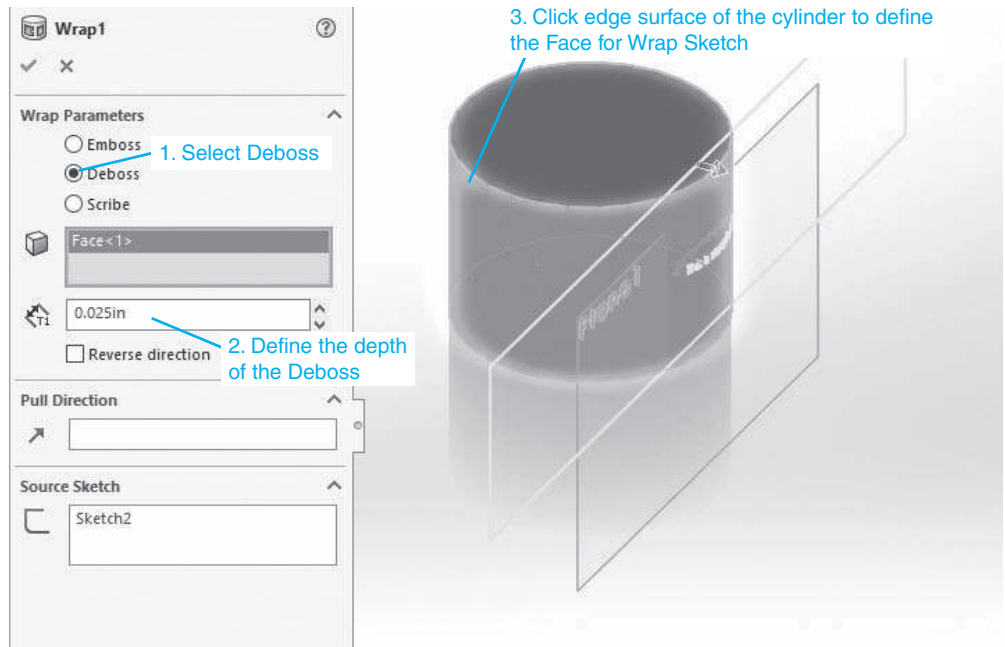 Wrap1
3. Click edge surface of the cylinder to define
the Face for Wrap Sketch
Wrap Parameters
Emboss
1. Select Deboss
Deboss
Scribe
Face<1>
0.025in
Reverse direction
2. Define the depth
of the Deboss
Pull Direction
Source Sketch
Sketch2